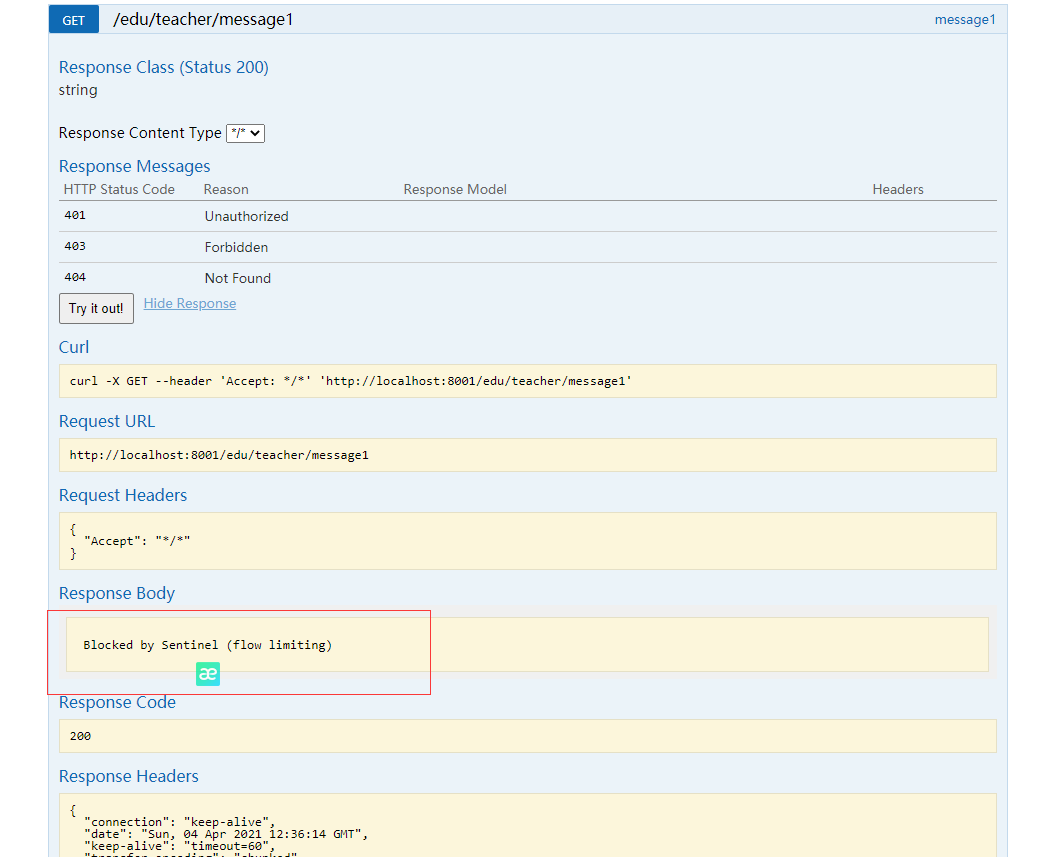 GET /edu/teacher/message1 message1
Response Class (Status 200)
string
Response Content Type */*
Response Messages
HTTP Status Code Reason Response Model Headers
401 Unauthorized
403 Forbidden
404 Not Found
Try it out! Hide Response
Curl
curl -X GET --header 'Accept: */*' 'http://localhost:8001/edu/teacher/message1'
Request URL
http://localhost:8001/edu/teacher/message1
Request Headers
{
"Accept": "*/*"
}
Response Body
Blocked by Sentinel (flow limiting)
æ
Response Code
200
Response Headers
{
"connection": "keep-alive",
"date": "Sun, 04 Apr 2021 12:36:14 GMT",
"keep-alive": "timeout=60",